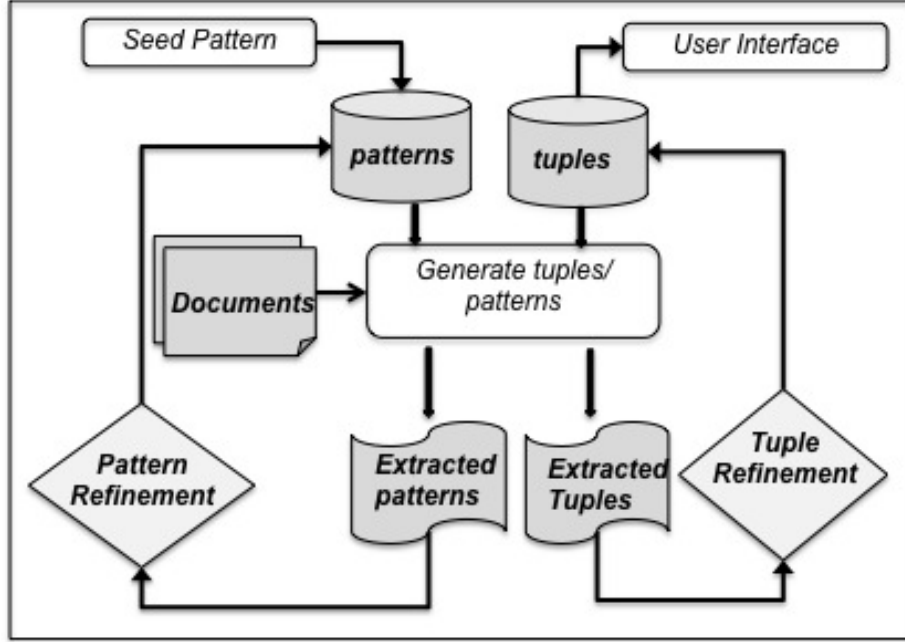 Seed Pattern
User Interface
patterns
tuples
Generate tuples/
patterns
Documents
Pattern
Refinement
Extracted
patterns
Extracted
Tuples
Tuple
Refinement